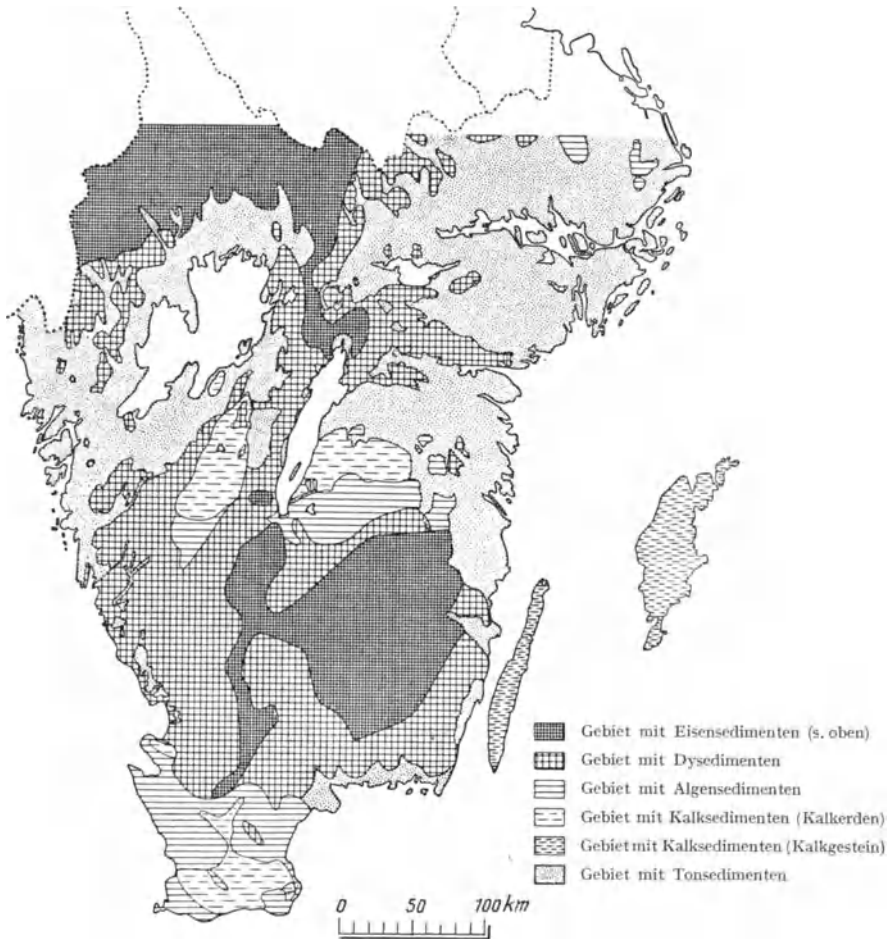 Gebiet mit Eisensedimenten (s. oben)
Gebiet mit Dysedimenten
Gebiet mit Algensedimenten
Gebiet mit Kalksedimenten (Kalkerden)
Gebiet mit Kalksedimenten (Kalkgestein)
Gebiet mit Tonsedimenten
0 50 100 km